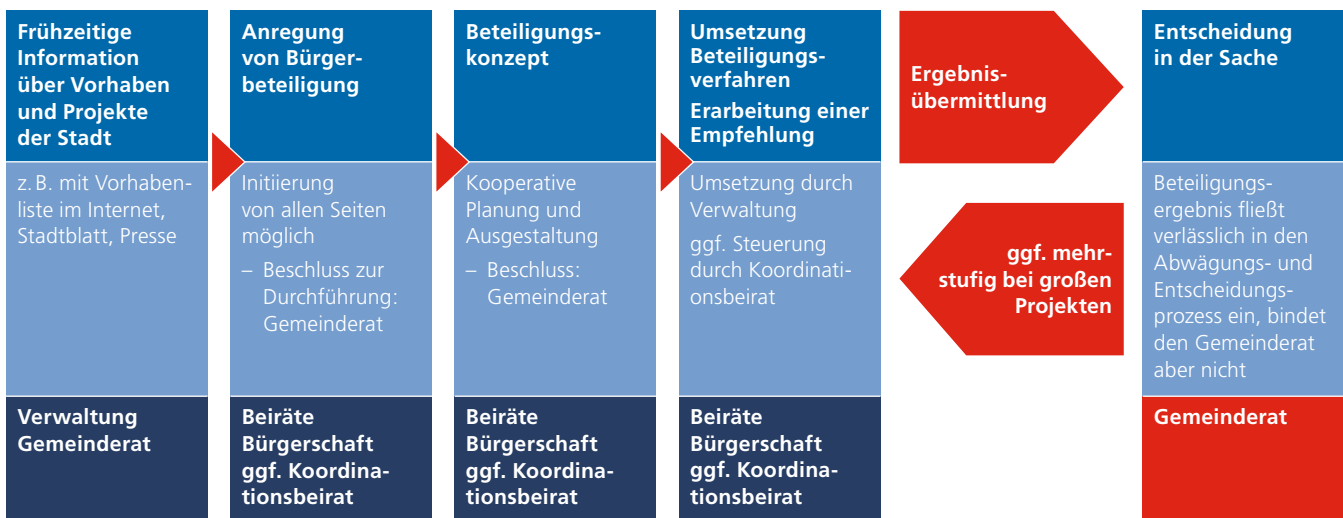 Frühzeitige
Information
über Vorhaben
und Projekte
der Stadt
z. B. mit Vorhaben-
liste im Internet,
Stadtblatt, Presse
Verwaltung
Gemeinderat
Anregung
von Bürger-
beteiligung
Initiierung
von allen Seiten
möglich
– Beschluss zur
Durchführung:
Gemeinderat
Beiräte
Bürgerschaft
ggf. Koordina-
tionsbeirat
Beteiligungs-
konzept
Kooperative
Planung und
Ausgestaltung
– Beschluss:
Gemeinderat
Beiräte
Bürgerschaft
ggf. Koordina-
tionsbeirat
Umsetzung
Beteiligungs-
verfahren
Erarbeitung einer
Empfehlung
Umsetzung durch
Verwaltung
ggf. Steuerung
durch Koordinati-
onsbeirat
Beiräte
Bürgerschaft
ggf. Koordina-
tionsbeirat
Ergebnis-
übermittlung
ggf. mehr-
stufig bei großen
Projekten
Entscheidung
in der Sache
Beteiligungs-
ergebnis fließt
verlässlich in den
Abwägungs- und
Entscheidungs-
prozess ein, bindet
den Gemeinderat
aber nicht
Gemeinderat